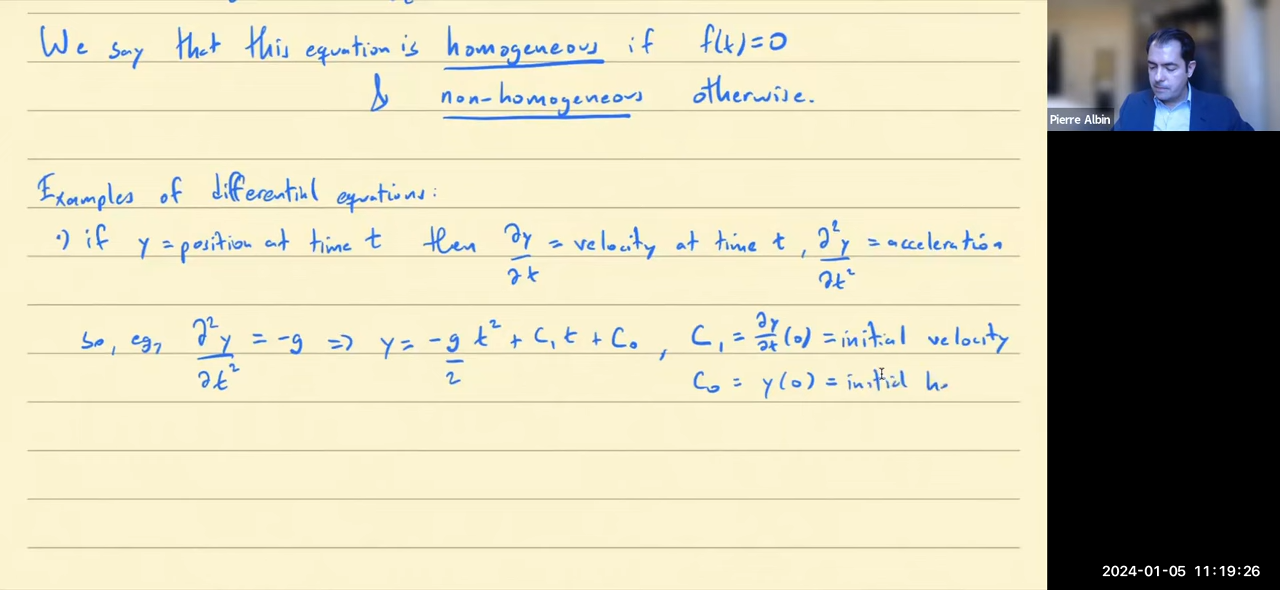 We say that this equation is homogeneous if f(t)=0
& non-homogeneous otherwise.
Examples of differential equations:
•) if y = position at time t then ∂y/∂t = velocity at time t, ∂²y/∂t² = acceleration
so, eg, ∂²y/∂t² = -g => y = -g/2 t² + C₁t + C₀, C₁ = ∂y/∂t(0) = initial velocity
C₀ = y(0) = initial h
Pierre Albin
2024-01-05 11:19:26